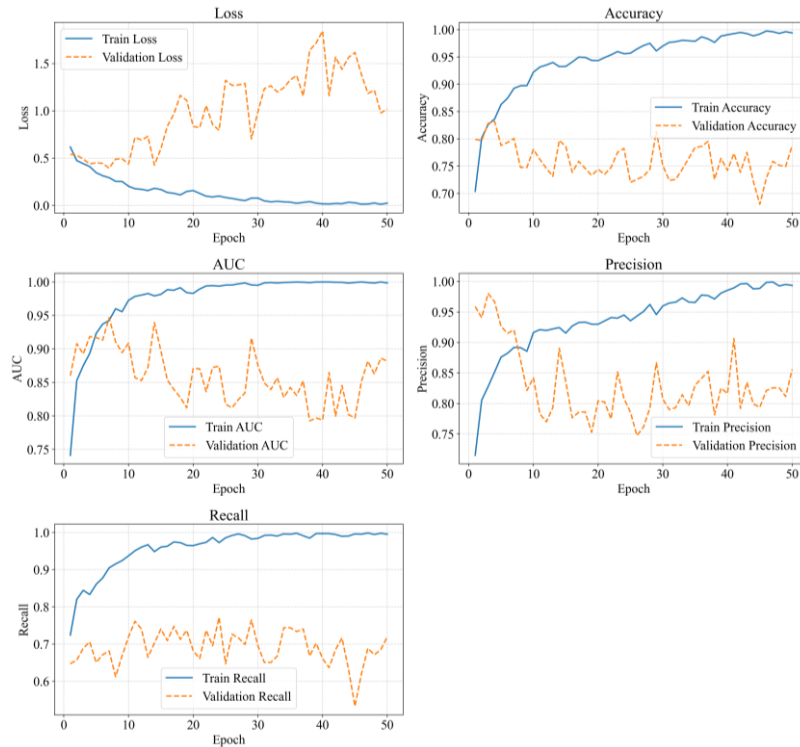 Loss
Train Loss
Validation Loss
1.5
1.0
0.5
0.0
Loss
0 10 20 30 40 50
Epoch
Accuracy
1.00
0.95
0.90
0.85
0.80
0.75
0.70
Accuracy
Train Accuracy
Validation Accuracy
0 10 20 30 40 50
Epoch
AUC
1.00
0.95
0.90
0.85
0.80
0.75
AUC
Train AUC
Validation AUC
0 10 20 30 40 50
Epoch
Precision
1.00
0.95
0.90
0.85
0.80
0.75
Precision
Train Precision
Validation Precision
0 10 20 30 40 50
Epoch
Recall
1.0
0.9
0.8
0.7
0.6
Recall
Train Recall
Validation Recall
0 10 20 30 40 50
Epoch